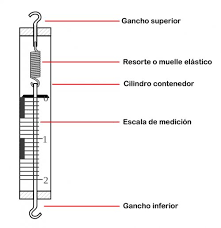 Gancho superior
Resorte o muelle elástico
Cilindro contenedor
0
Escala de medición
1
2
Gancho inferior